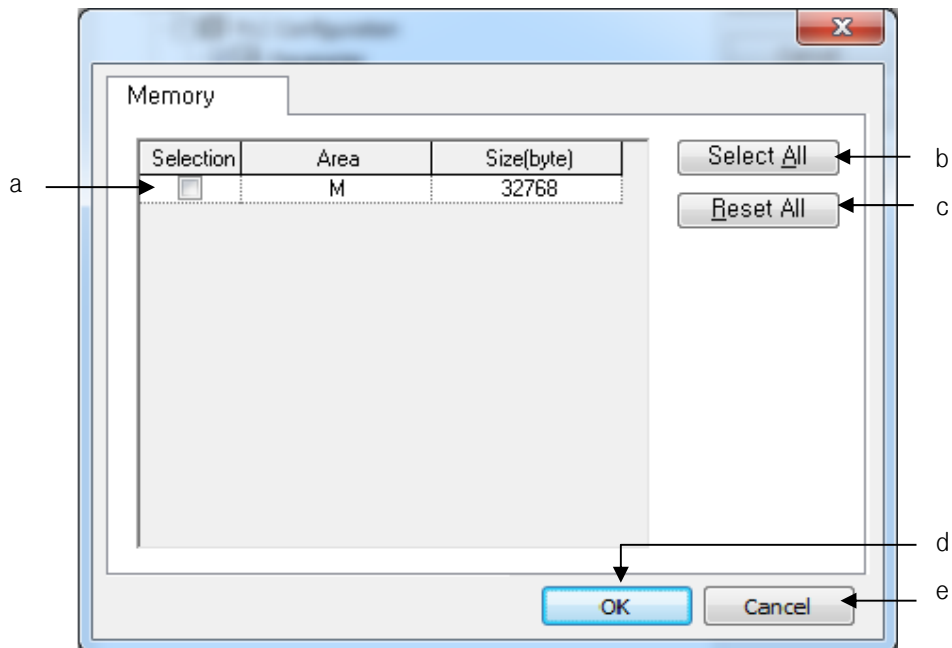 Memory
Selection Area Size(byte)
M 32768
Select All
Reset All
OK
Cancel
a
b
c
d
e